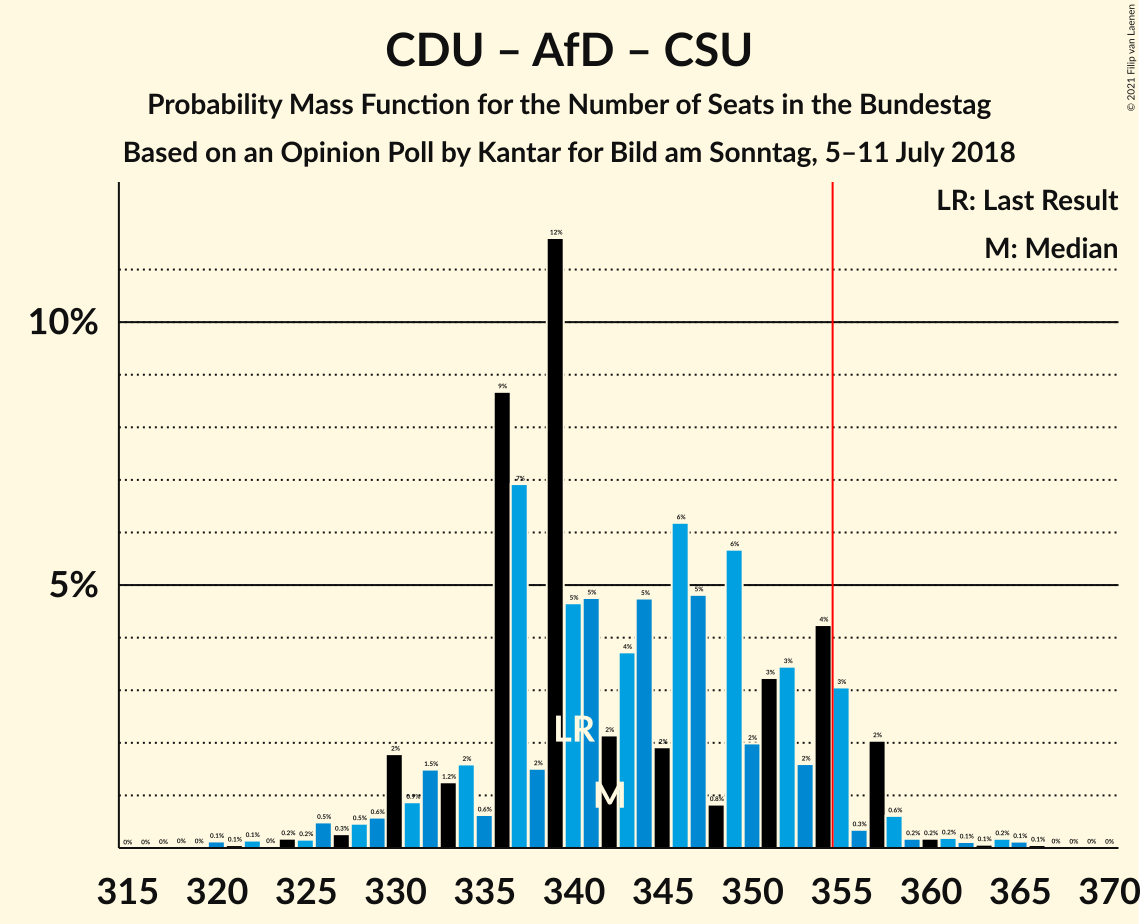 CDU – AfD – CSU
Probability Mass Function for the Number of Seats in the Bundestag
Based on an Opinion Poll by Kantar for Bild am Sonntag, 5–11 July 2018
© 2021 Filip van Laenen
LR: Last Result
M: Median
10%
5%
0% 0% 0% 0% 0% 0.1% 0.1% 0.1% 0% 0.2% 0.2% 0.5% 0.3% 0.5% 0.6% 2% 0.9% 1.5% 1.2% 2% 0.6% 9% 7% 2% 12% 5% 5% 2% 4% 5% 2% 6% 5% 0.8% 6% 2% 3% 3% 2% 4% 3% 0.3% 2% 0.6% 0.2% 0.2% 0.2% 0.1% 0.1% 0.2% 0.1% 0.1% 0% 0% 0% 0%
LR
M
315 320 325 330 335 340 345 350 355 360 365 370